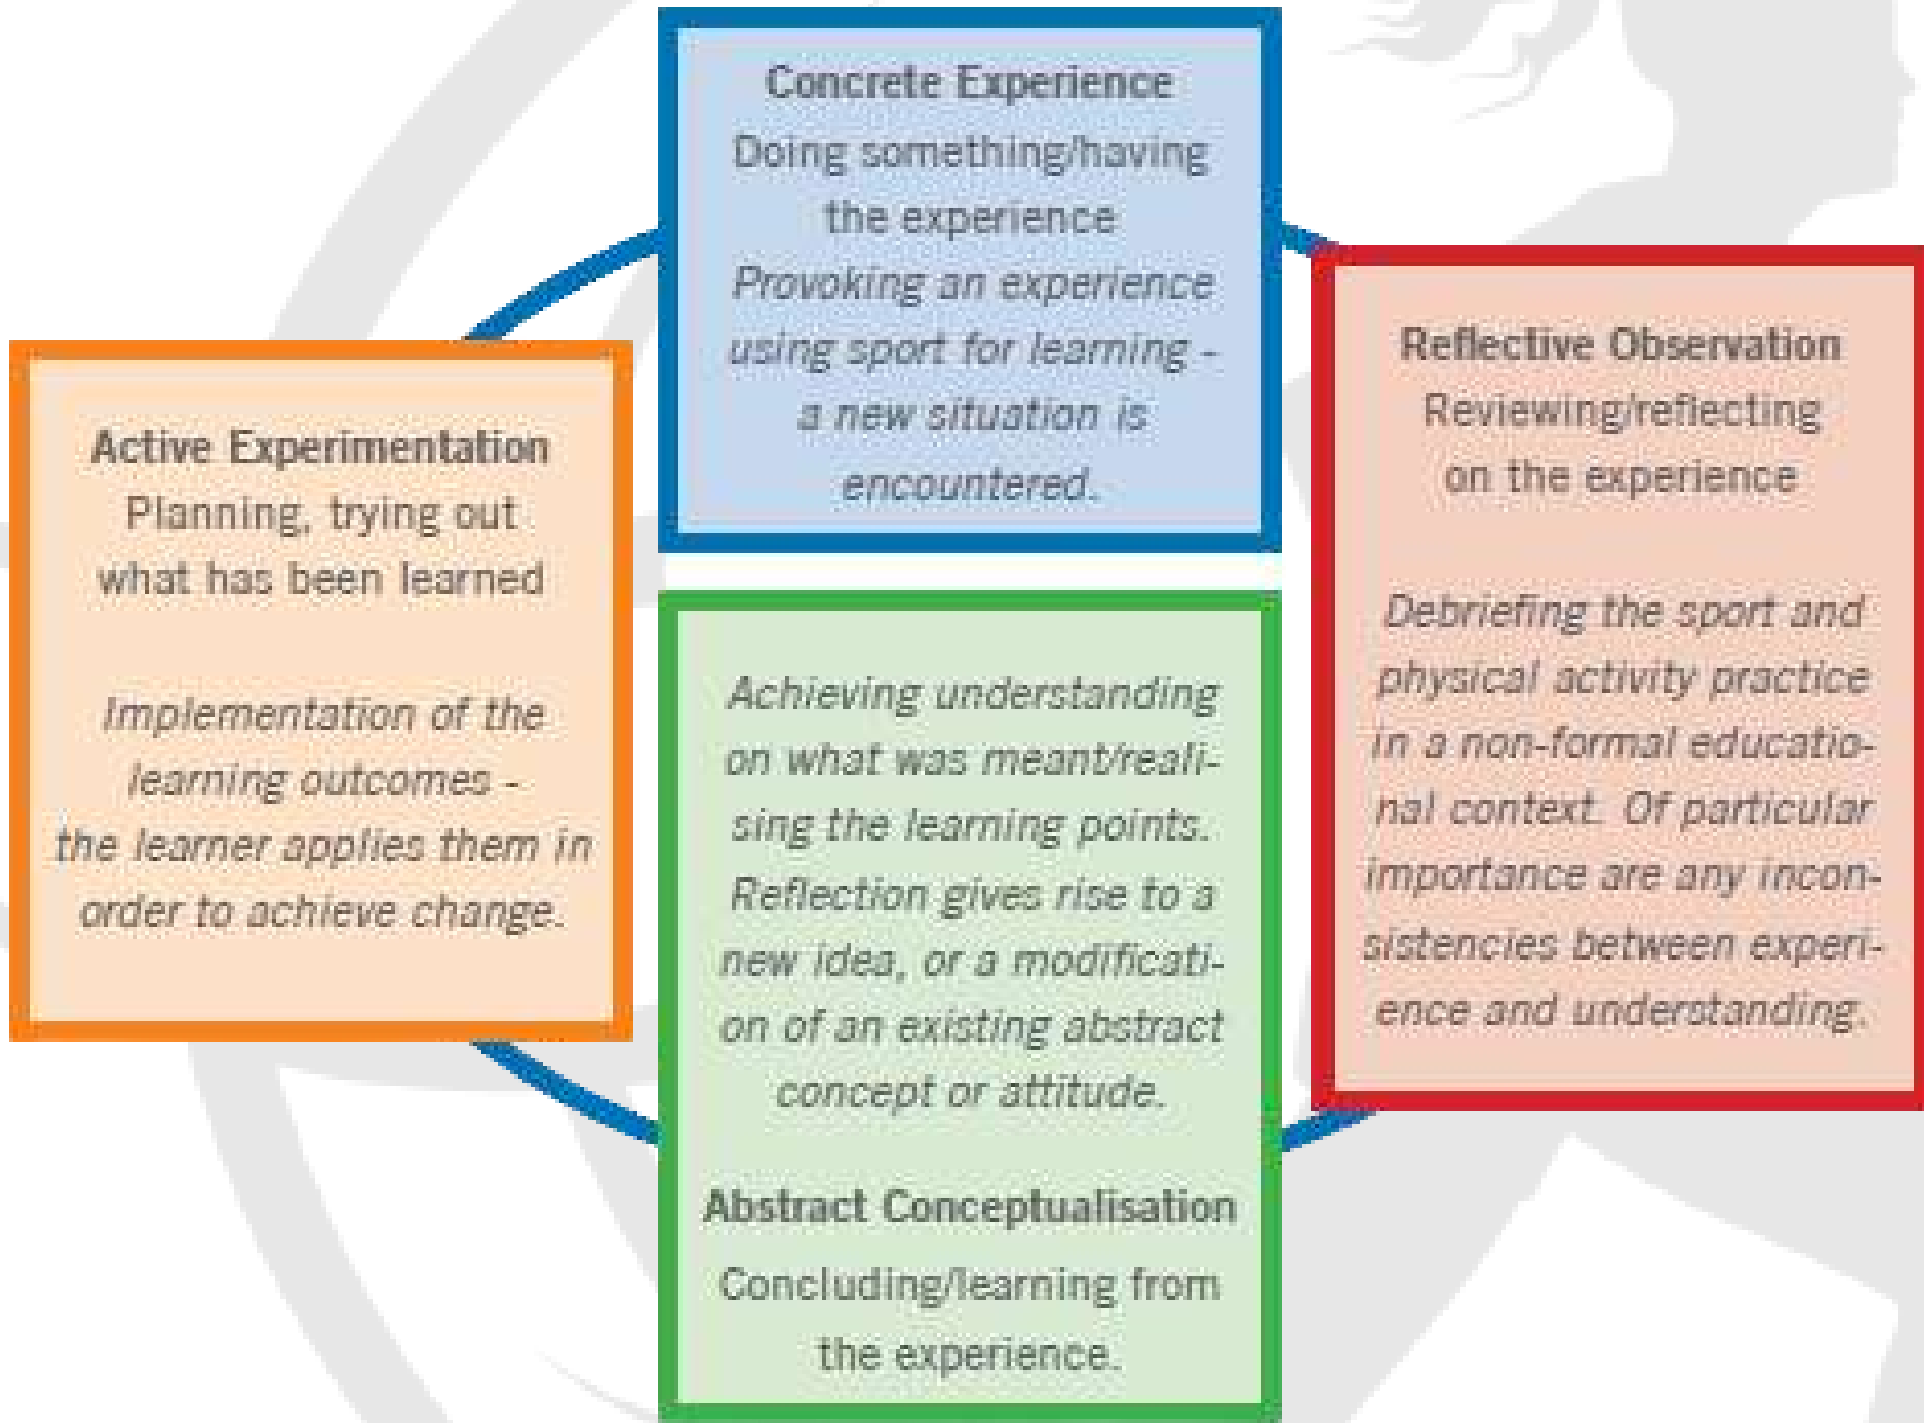 Concrete Experience
Doing something/having
the experience
Provoking an experience
using sport for learning -
a new situation is
encountered.
Reflective Observation
Reviewing/reflecting
on the experience
Debriefing the sport and
physical activity practice
in a non-formal educatio-
nal context. Of particular
importance are any incon-
sistencies between experi-
ence and understanding.
Achieving understanding
on what was meant/reali-
sing the learning points.
Reflection gives rise to a
new idea, or a modificati-
on of an existing abstract
concept or attitude.
Abstract Conceptualisation
Concluding/learning from
the experience.
Active Experimentation
Planning, trying out
what has been learned
Implementation of the
learning outcomes -
the learner applies them in
order to achieve change.